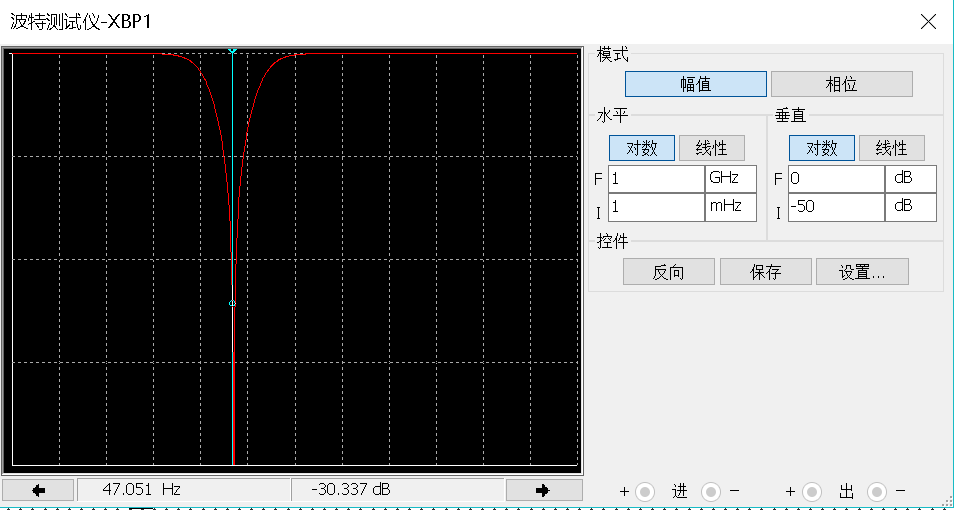 波特测试仪-XBP1
模式
幅值 相位
水平 垂直
对数 线性 对数 线性
F 1 GHz F 0 dB
I 1 mHz I -50 dB
控件
反向 保存 设置...
47.051 Hz -30.337 dB + 进 − + 出 −